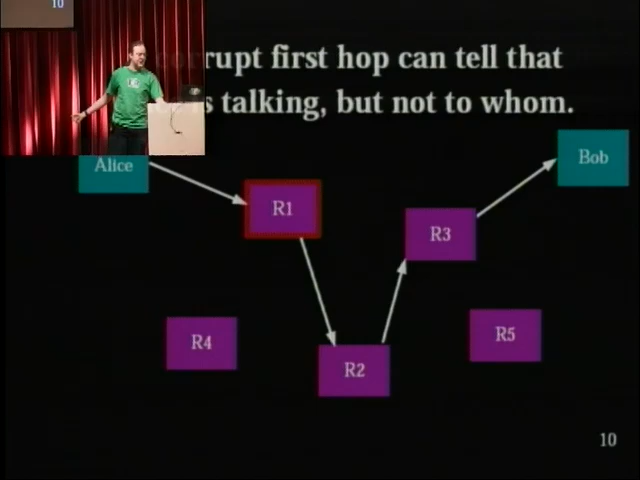 10
rupt first hop can tell that
is talking, but not to whom.
Alice
Bob
R1
R3
R4
R5
R2
10